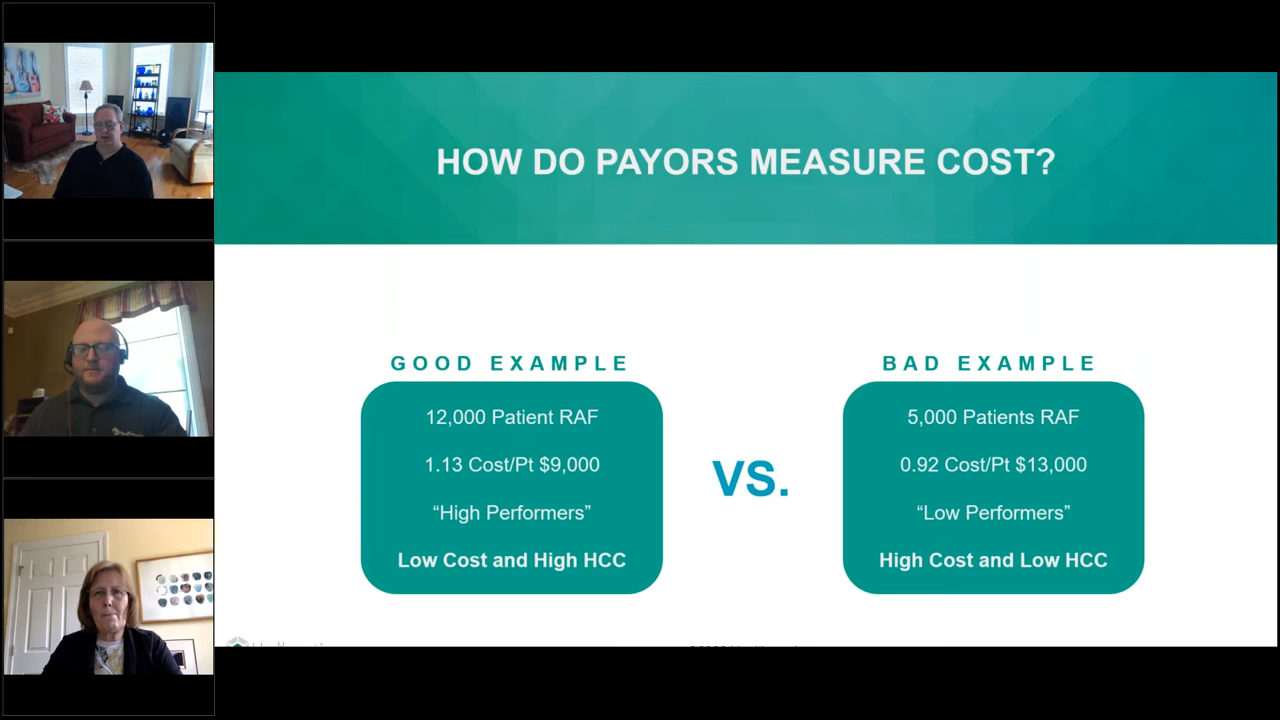 HOW DO PAYORS MEASURE COST?
GOOD EXAMPLE
12,000 Patient RAF
1.13 Cost/Pt $9,000
“High Performers”
Low Cost and High HCC
VS.
BAD EXAMPLE
5,000 Patients RAF
0.92 Cost/Pt $13,000
“Low Performers”
High Cost and Low HCC